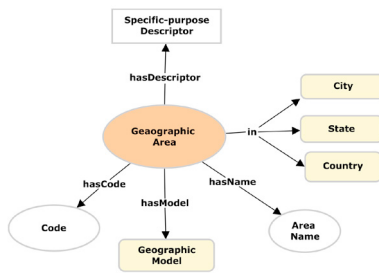 Specific-purpose
Descriptor
hasDescriptor
City
Geaographic
Area
in
State
Country
hasCode
hasName
hasModel
Code
Area
Name
Geographic
Model